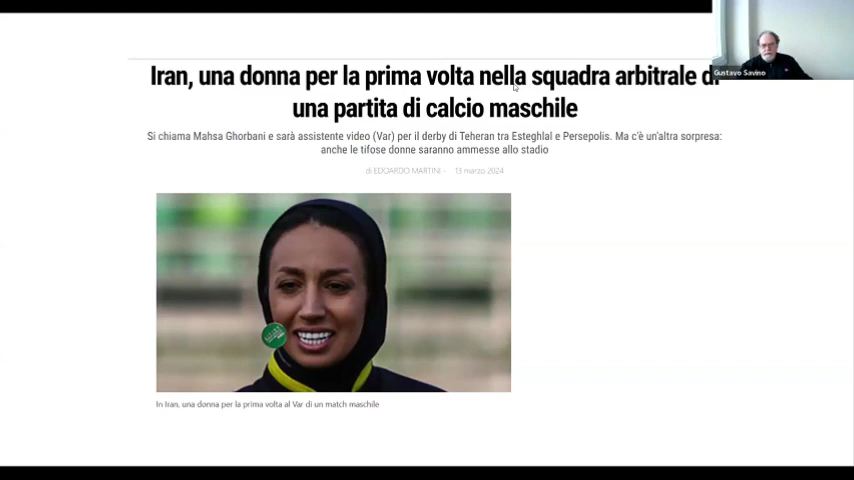 Iran, una donna per la prima volta nella squadra arbitrale di
una partita di calcio maschile
Si chiama Mahsa Ghorbani e sarà assistente video (Var) per il derby di Teheran tra Esteghlal e Persepolis. Ma c'è un'altra sorpresa:
anche le tifose donne saranno ammesse allo stadio
di EDOARDO MARTINI - 13 marzo 2024
In Iran, una donna per la prima volta al Var di un match maschile
Gustavo Savino